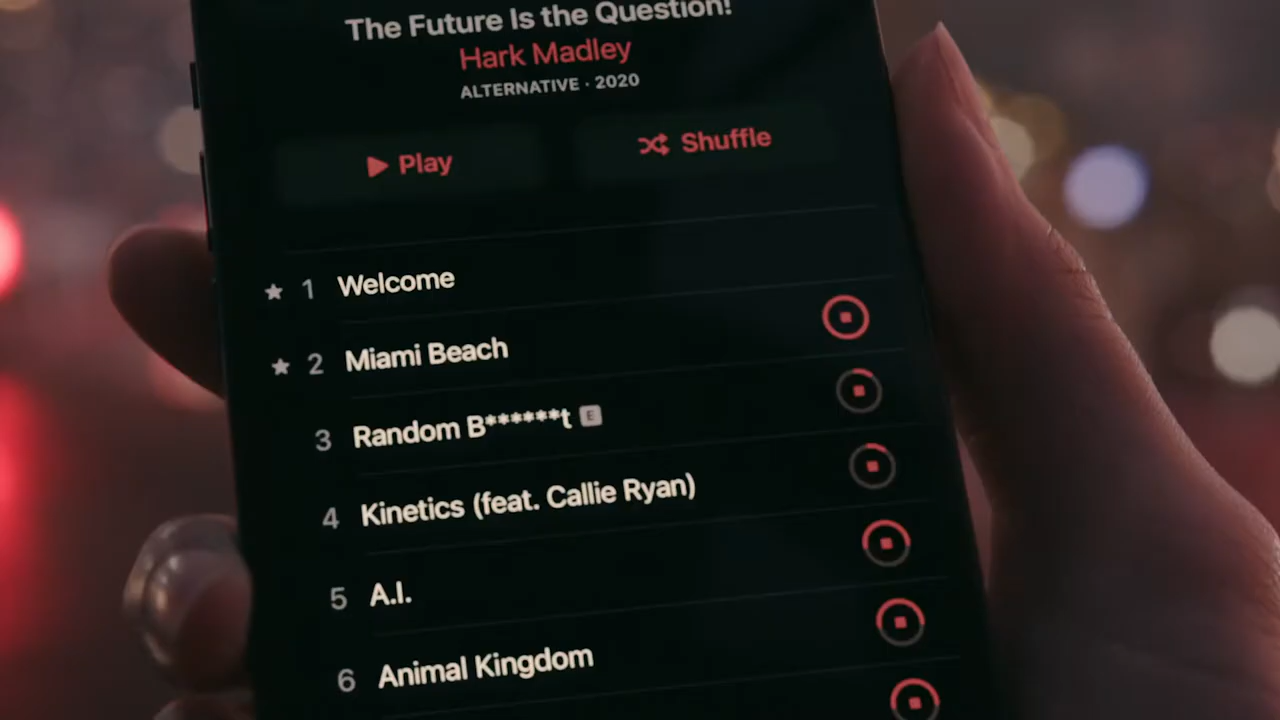 The Future Is the Question!
Hark Madley
ALTERNATIVE · 2020
Play
Shuffle
1 Welcome
2 Miami Beach
3 Random B******t E
4 Kinetics (feat. Callie Ryan)
5 A.I.
6 Animal Kingdom